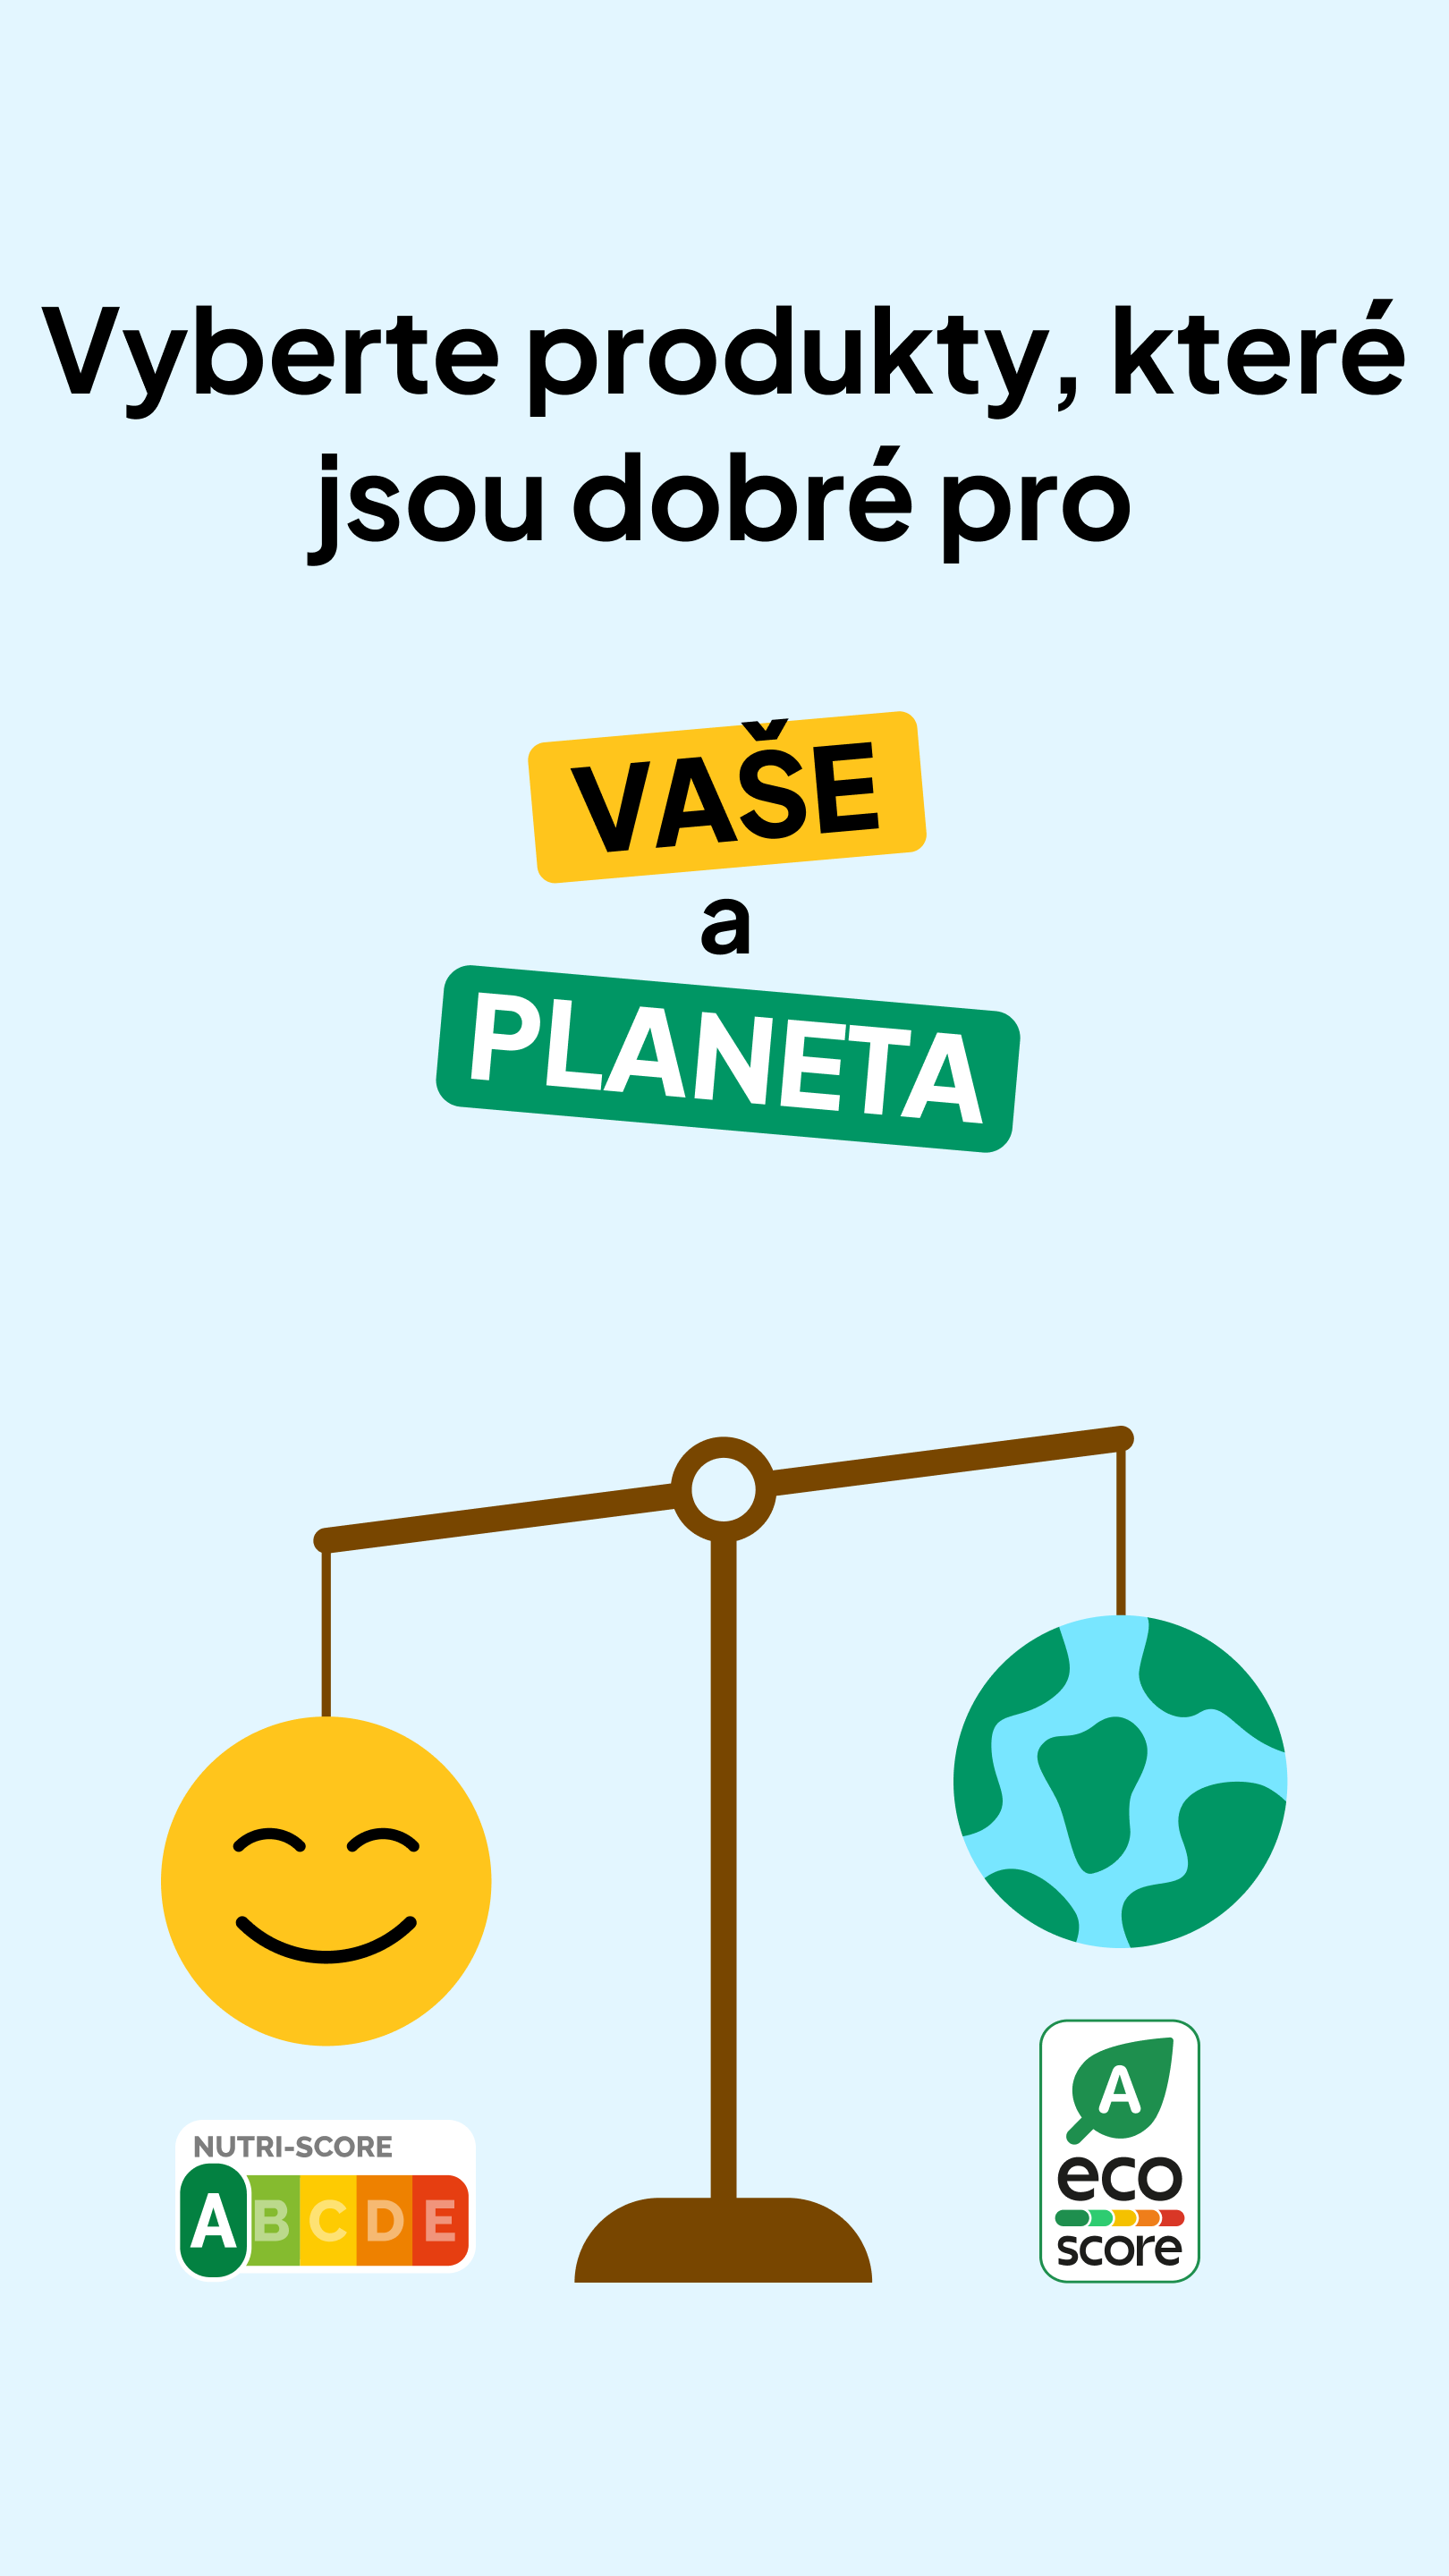 Vyberte produkty, které
jsou dobré pro
VAŠE
a
PLANETA
NUTRI-SCORE
A B C D E
A
eco
score